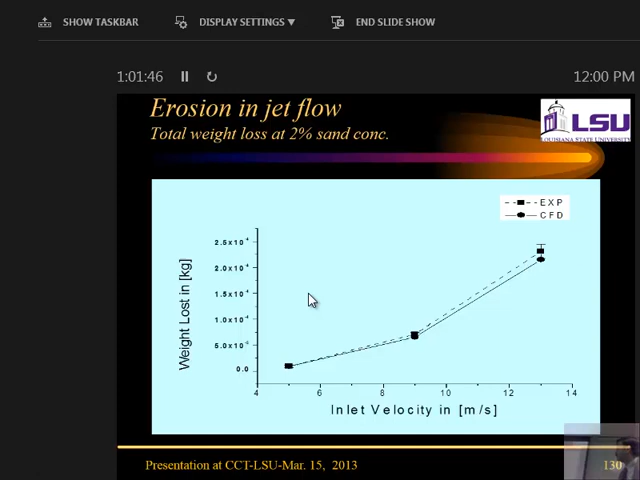 SHOW TASKBAR
DISPLAY SETTINGS ▼
END SLIDE SHOW
1:01:46
12:00 PM
Erosion in jet flow
Total weight loss at 2% sand conc.
LSU
LOUISIANA STATE UNIVERSITY
EXP
CFD
Weight Lost in [kg]
2.5x10⁻⁴
2.0x10⁻⁴
1.5x10⁻⁴
1.0x10⁻⁴
5.0x10⁻⁵
0.0
4 6 8 10 12 14
Inlet Velocity in [m/s]
Presentation at CCT-LSU-Mar. 15, 2013
130